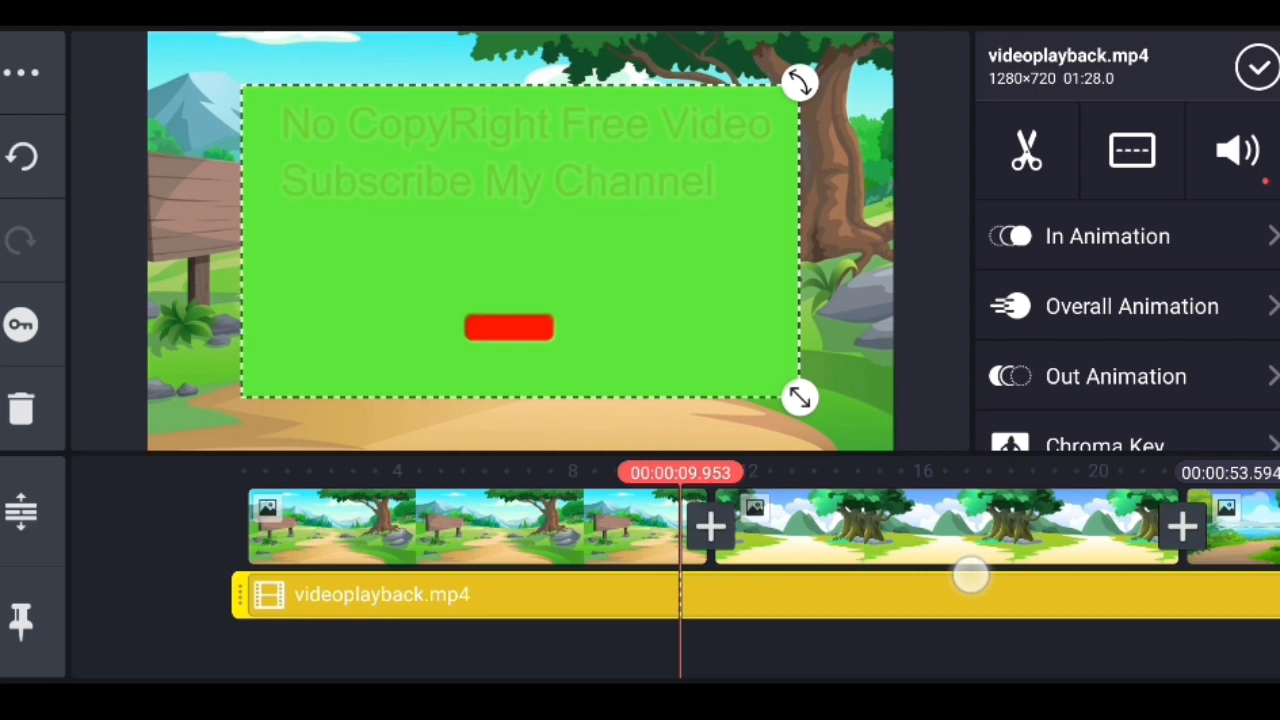 videoplayback.mp4
1280×720 01:28.0
No CopyRight Free Video
Subscribe My Channel
In Animation
Overall Animation
Out Animation
Chroma Key
4
8
00:00:09.953
2
16
20
00:00:53.594
videoplayback.mp4